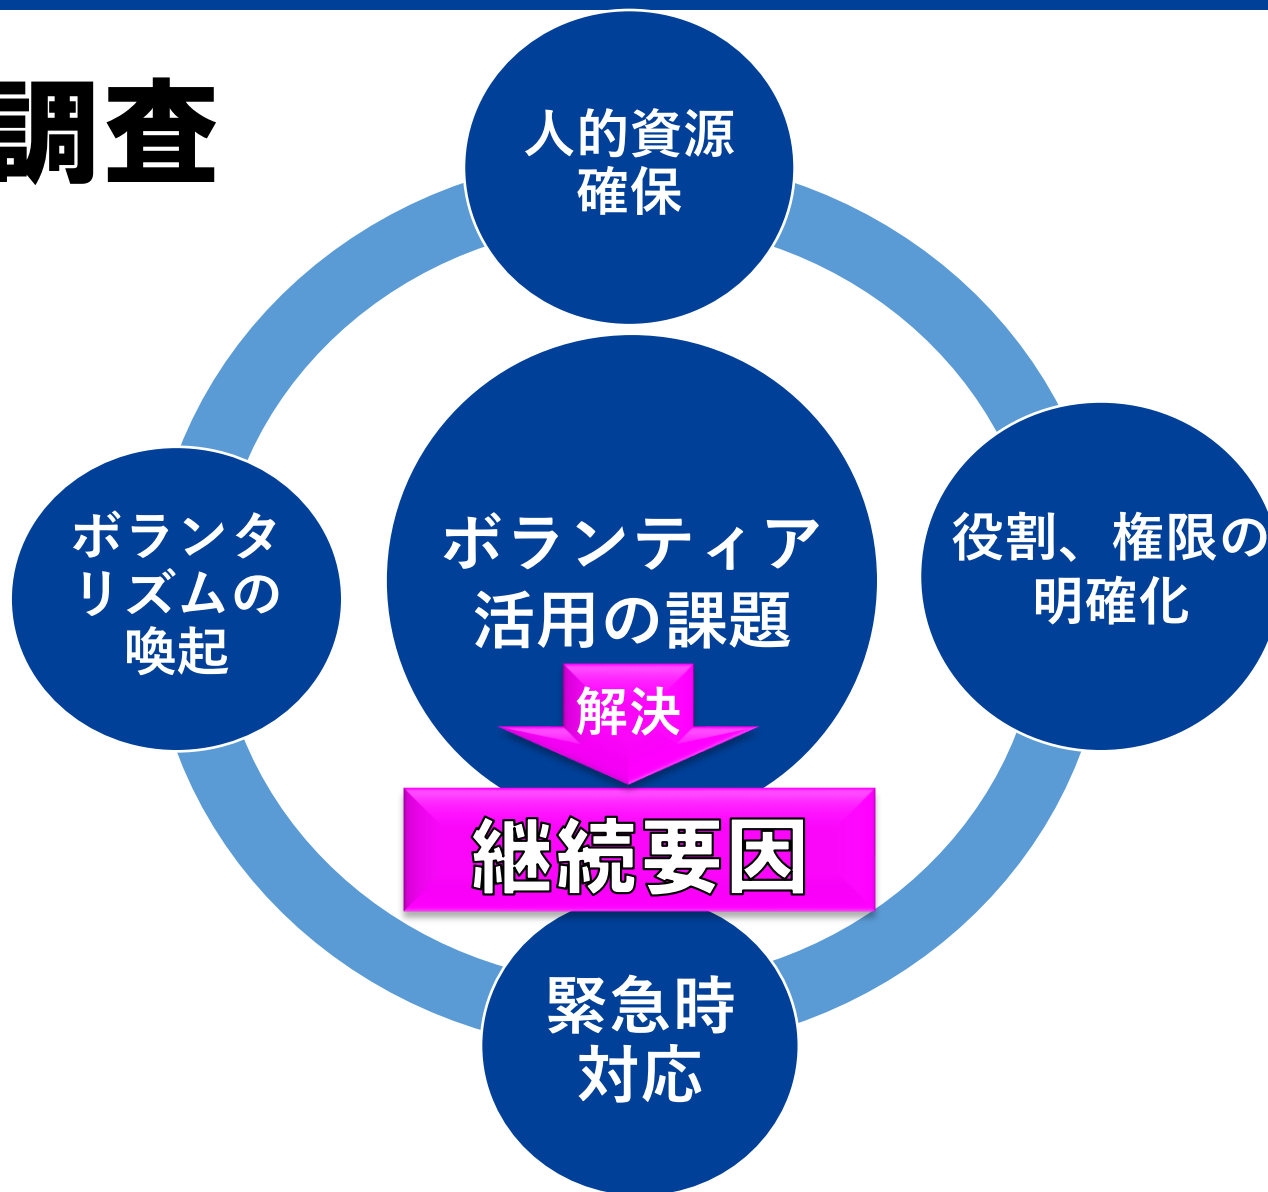 調査
人的資源
確保
ボランタ
リズムの
喚起
ボランティア
活用の課題
役割、権限の
明確化
解決
継続要因
緊急時
対応